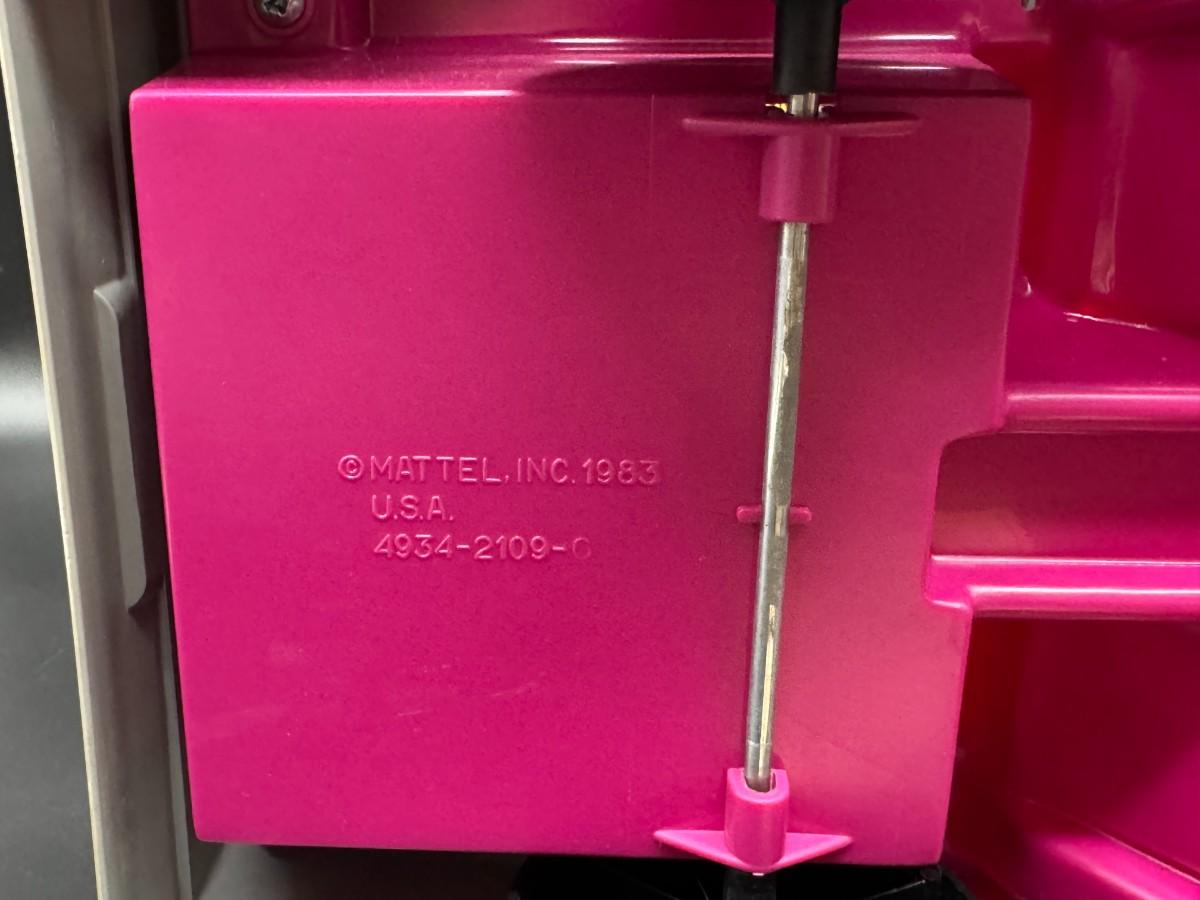 ©MATTEL, INC. 1983
U.S.A.
4934-2109-0